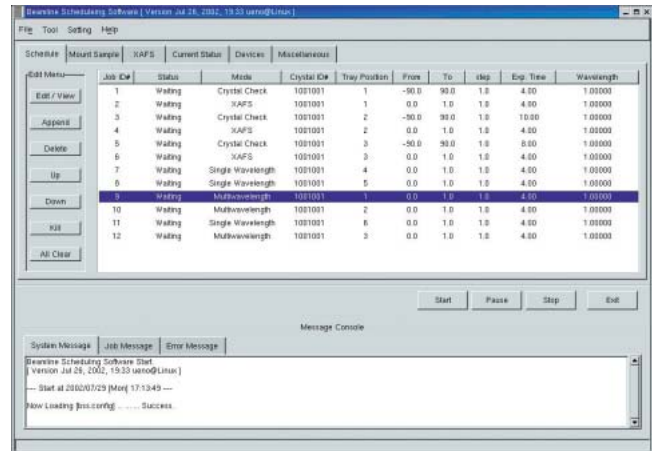 Beamline Scheduling Software [ Version Jul 26, 2002, 19:33 ueno@Linux ]
File Tool Setting Help
Schedule Mount Sample XAFS Current Status Devices Miscellaneous
Edit Menu
Job ID# Status Mode Crystal ID# Tray Position From To step Exp. Time Wavelength
1 Waiting Crystal Check 1001001 1 -90.0 90.0 1.0 4.00 1.00000
Edit / View
2 Waiting XAFS 1001001 1 0.0 1.0 1.0 4.00 1.00000
3 Waiting Crystal Check 1001001 2 -90.0 90.0 1.0 10.00 1.00000
Append
4 Waiting XAFS 1001001 2 0.0 1.0 1.0 4.00 1.00000
5 Waiting Crystal Check 1001001 3 -90.0 90.0 1.0 8.00 1.00000
Delete
6 Waiting XAFS 1001001 3 0.0 1.0 1.0 4.00 1.00000
7 Waiting Single Wavelength 1001001 4 0.0 1.0 1.0 4.00 1.00000
Up
8 Waiting Single Wavelength 1001001 5 0.0 1.0 1.0 4.00 1.00000
9 Waiting Multiwavelength 1001001 1 0.0 1.0 1.0 4.00 1.00000
Down
10 Waiting Multiwavelength 1001001 2 0.0 1.0 1.0 4.00 1.00000
11 Waiting Single Wavelength 1001001 6 0.0 1.0 1.0 4.00 1.00000
Kill
12 Waiting Multiwavelength 1001001 3 0.0 1.0 1.0 4.00 1.00000
All Clear
Start Pause Stop Exit
Message Console
System Message Job Message Error Message
Beamline Scheduling Software Start.
[ Version Jul 26, 2002, 19:33 ueno@Linux ]
---- Start at 2002/07/29 [Mon] 17:13:49 ----
Now Loading [bss.config] ... ... ... Success.